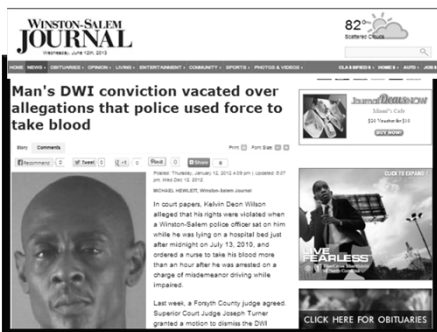 WINSTON-SALEM
JOURNAL
Wednesday, June 12th, 2013
82°
Scattered Clouds
HOME NEWS OBITUARIES OPINION LIVING ENTERTAINMENT COMMUNITY SPORTS PHOTOS & VIDEOS CLASSIFIEDS HOMES AUTO
Man's DWI conviction vacated over
allegations that police used force to
take blood
Story Comments
Print Font Size
Recommend 0 Tweet 0 0 0 Share 0
MICHAEL HEWLETT, Winston-Salem Journal
In court papers, Kelvin Deon Wilson
alleged that his rights were violated when
a Winston-Salem police officer sat on him
while he was lying on a hospital bed just
after midnight on July 13, 2010, and
ordered a nurse to take his blood more
than an hour after he was arrested on a
charge of misdemeanor driving while
impaired.
Last week, a Forsyth County judge agreed.
Superior Court Judge Joseph Turner
granted a motion to dismiss the DWI
Journal
BUY NOW!
CLICK TO EXPAND
LIVE
FEARLESS
CLICK HERE FOR OBITUARIES